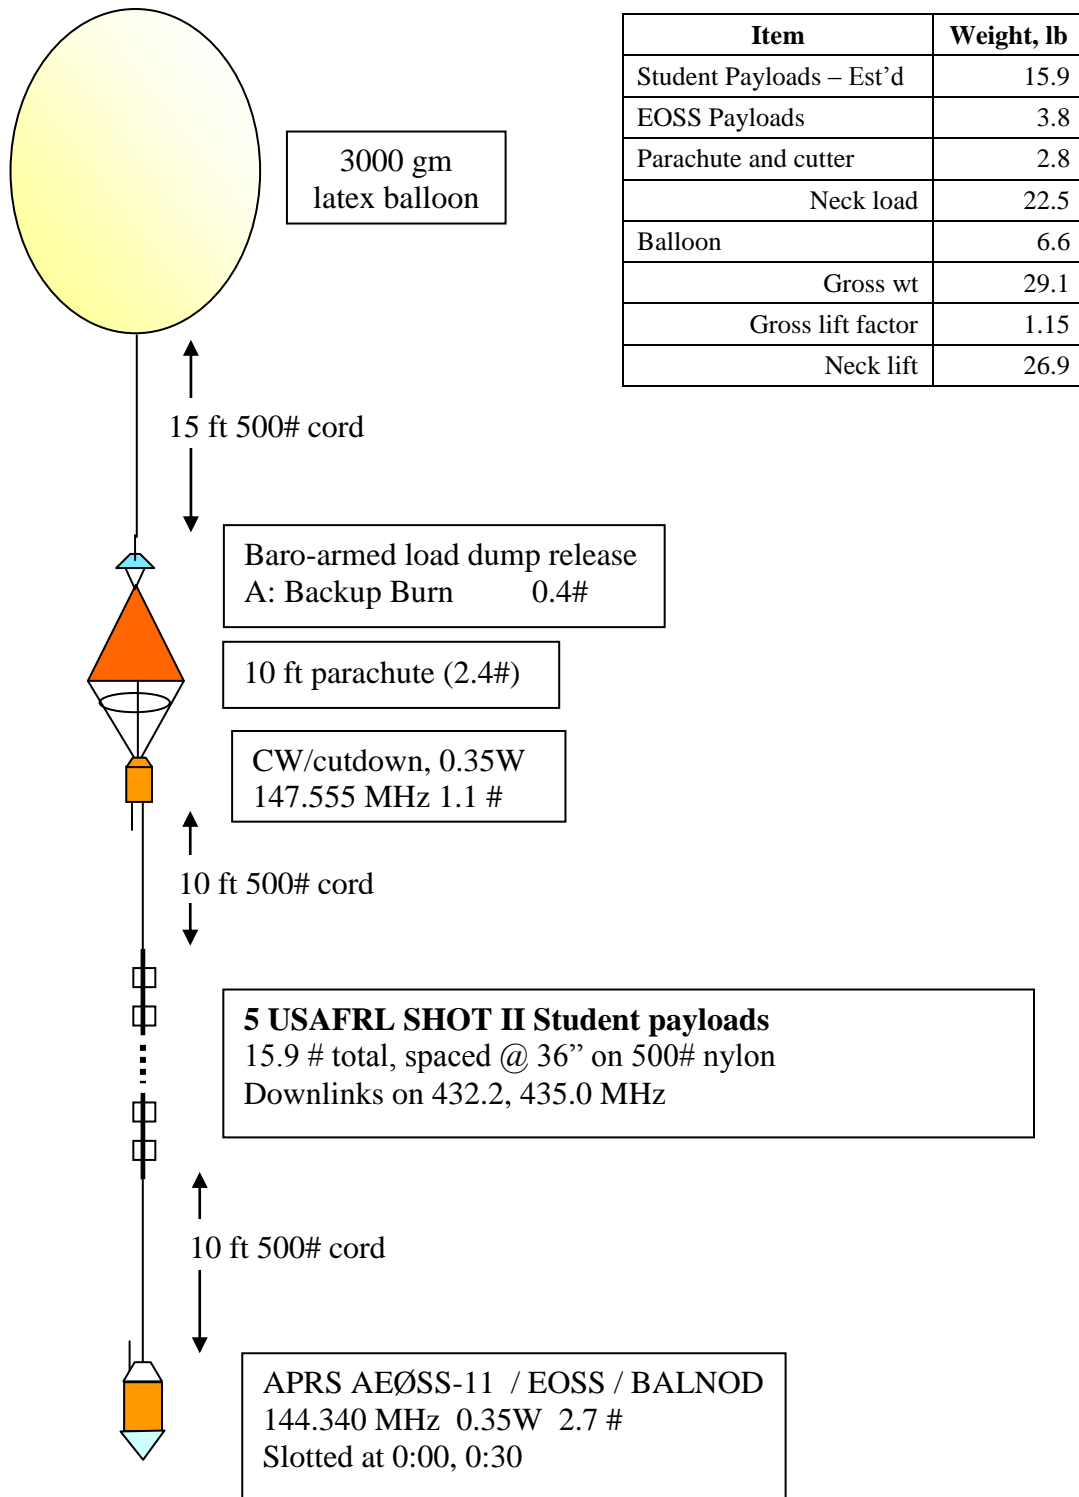 Item Weight, lb
Student Payloads – Est’d 15.9
EOSS Payloads 3.8
Parachute and cutter 2.8
Neck load 22.5
Balloon 6.6
Gross wt 29.1
Gross lift factor 1.15
Neck lift 26.9
3000 gm
latex balloon
15 ft 500# cord
Baro-armed load dump release
A: Backup Burn 0.4#
10 ft parachute (2.4#)
CW/cutdown, 0.35W
147.555 MHz 1.1 #
10 ft 500# cord
5 USAFRL SHOT II Student payloads
15.9 # total, spaced @ 36” on 500# nylon
Downlinks on 432.2, 435.0 MHz
10 ft 500# cord
APRS AEØSS-11 / EOSS / BALNOD
144.340 MHz 0.35W 2.7 #
Slotted at 0:00, 0:30